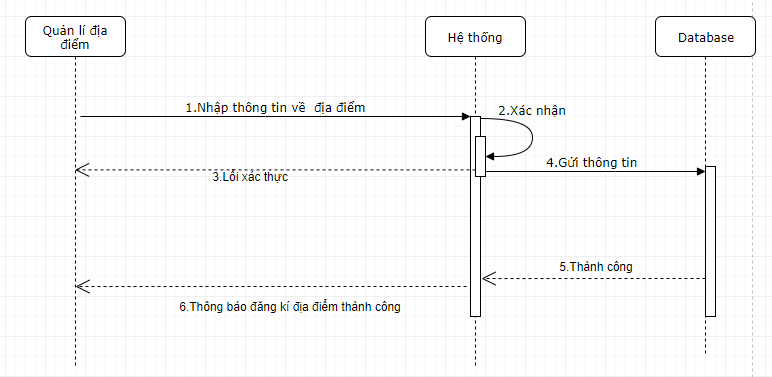 Quản lí địa
điểm
Hệ thống
Database
1.Nhập thông tin về địa điểm
2.Xác nhận
3.Lỗi xác thực
4.Gửi thông tin
5.Thành công
6.Thông báo đăng kí địa điểm thành công